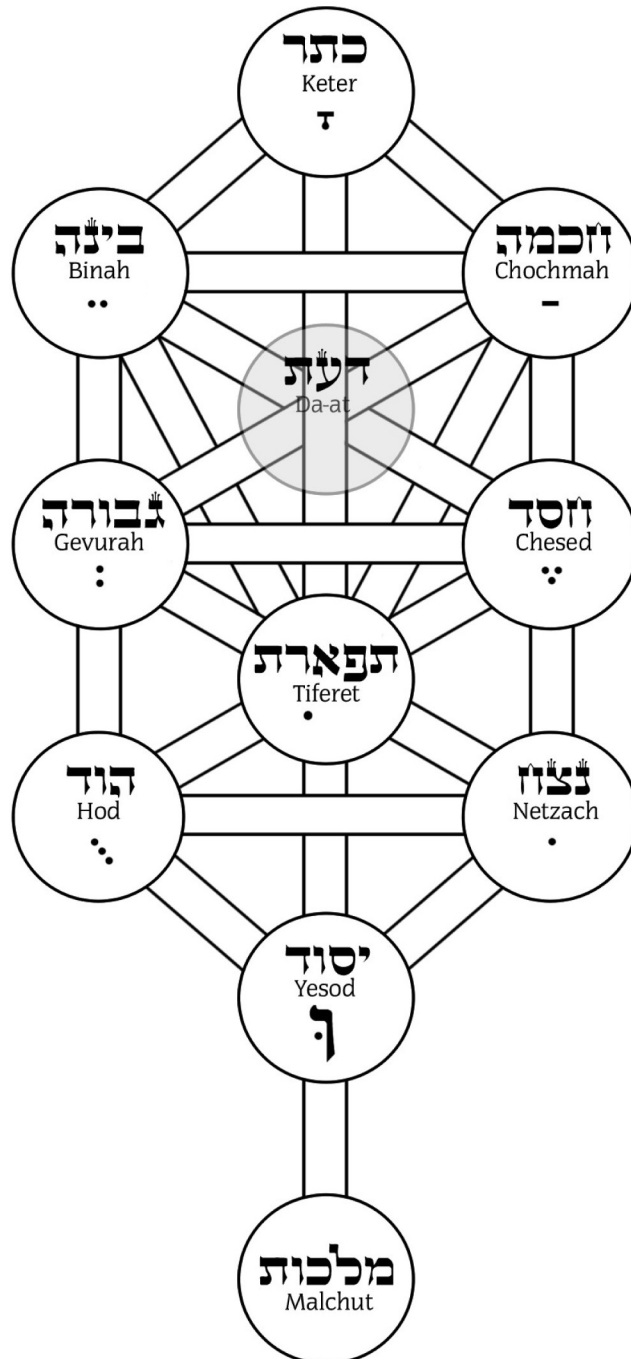 כתר
Keter
בינה
Binah
חכמה
Chochmah
דעת
Da-at
גבורה
Gevurah
חסד
Chesed
תפארת
Tiferet
הוד
Hod
נצח
Netzach
יסוד
Yesod
מלכות
Malchut